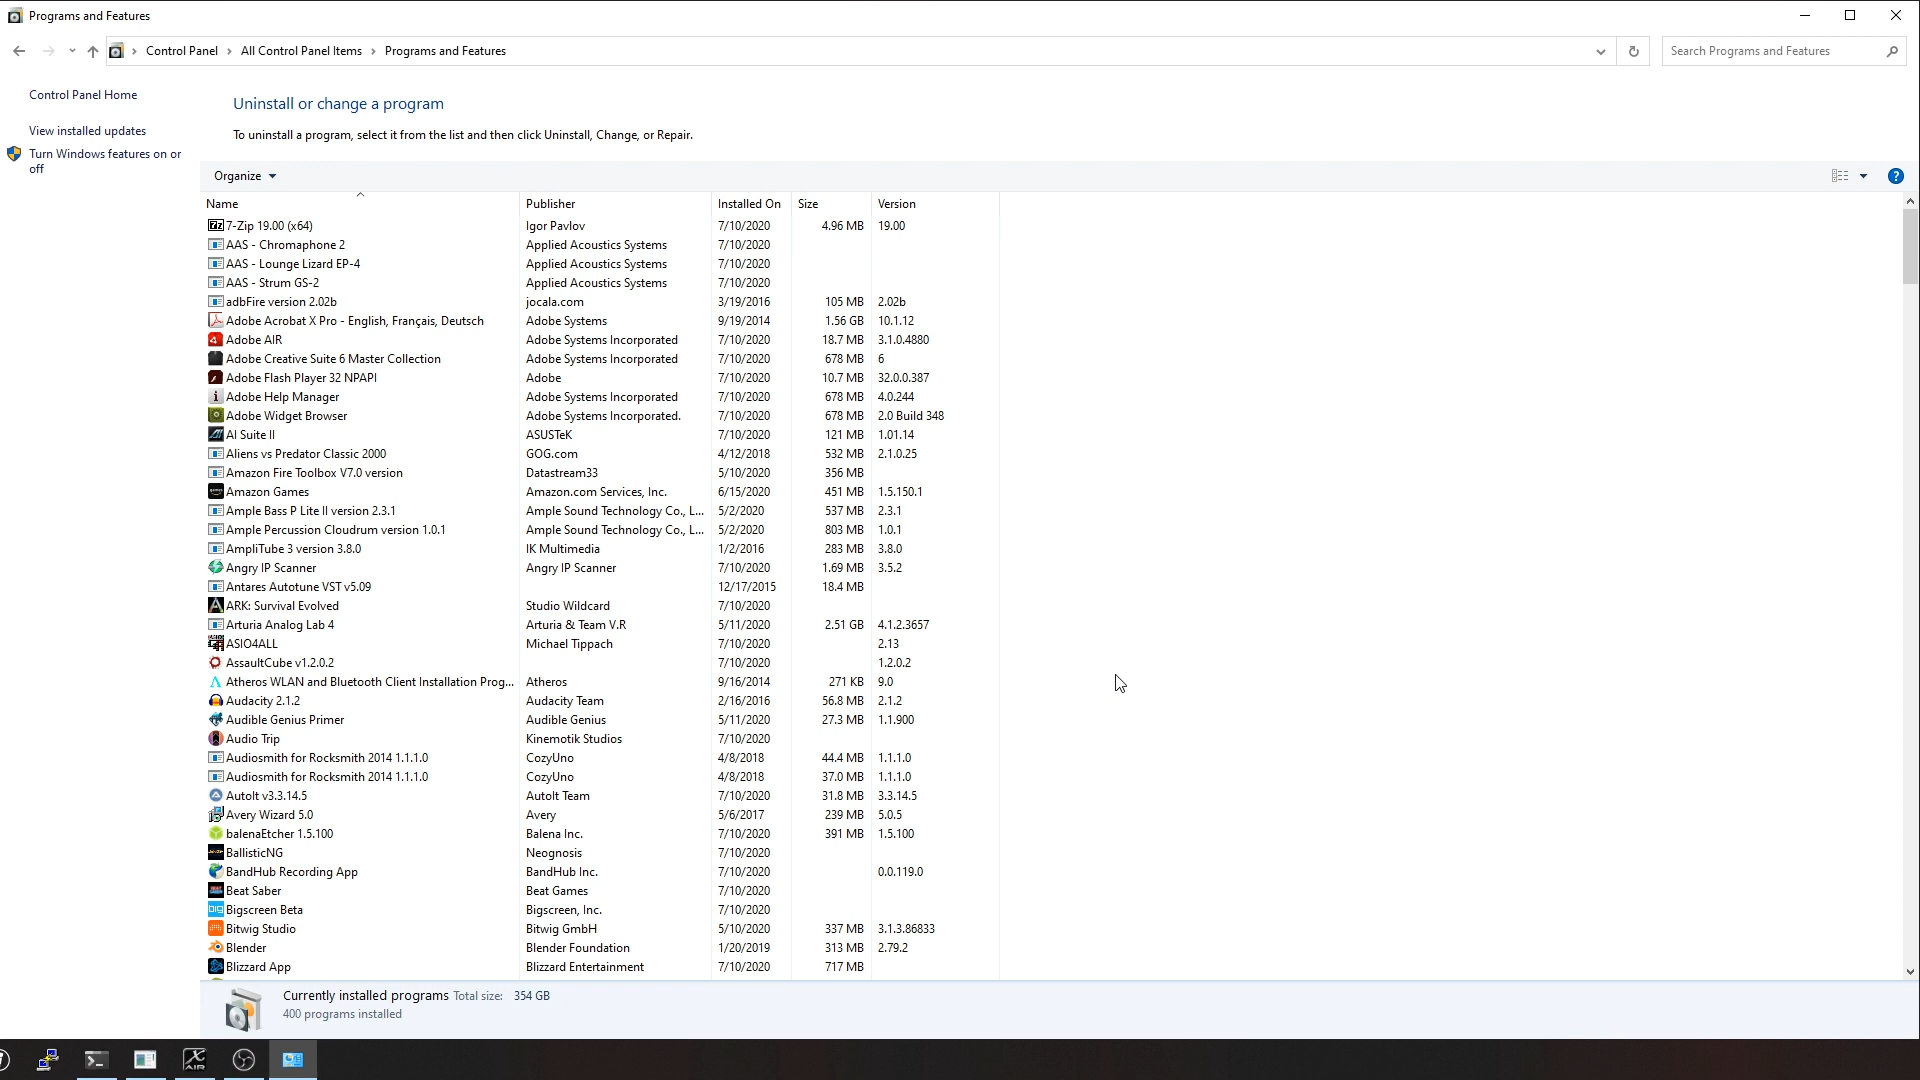 Programs and Features
Control Panel > All Control Panel Items > Programs and Features
Search Programs and Features
Control Panel Home
View installed updates
Turn Windows features on or
off
Uninstall or change a program
To uninstall a program, select it from the list and then click Uninstall, Change, or Repair.
Organize
Name Publisher Installed On Size Version
7-Zip 19.00 (x64) Igor Pavlov 7/10/2020 4.96 MB 19.00
AAS - Chromaphone 2 Applied Acoustics Systems 7/10/2020
AAS - Lounge Lizard EP-4 Applied Acoustics Systems 7/10/2020
AAS - Strum GS-2 Applied Acoustics Systems 7/10/2020
adbFire version 2.02b jocala.com 3/19/2016 105 MB 2.02b
Adobe Acrobat X Pro - English, Français, Deutsch Adobe Systems 9/19/2014 1.56 GB 10.1.12
Adobe AIR Adobe Systems Incorporated 7/10/2020 18.7 MB 3.1.0.4880
Adobe Creative Suite 6 Master Collection Adobe Systems Incorporated 7/10/2020 678 MB 6
Adobe Flash Player 32 NPAPI Adobe 7/10/2020 10.7 MB 32.0.0.387
Adobe Help Manager Adobe Systems Incorporated 7/10/2020 678 MB 4.0.244
Adobe Widget Browser Adobe Systems Incorporated. 7/10/2020 678 MB 2.0 Build 348
AI Suite II ASUSTeK 7/10/2020 121 MB 1.01.14
Aliens vs Predator Classic 2000 GOG.com 4/12/2018 532 MB 2.1.0.25
Amazon Fire Toolbox V7.0 version Datastream33 5/10/2020 356 MB
Amazon Games Amazon.com Services, Inc. 6/15/2020 451 MB 1.5.150.1
Ample Bass P Lite II version 2.3.1 Ample Sound Technology Co., L... 5/2/2020 537 MB 2.3.1
Ample Percussion Cloudrum version 1.0.1 Ample Sound Technology Co., L... 5/2/2020 803 MB 1.0.1
AmpliTube 3 version 3.8.0 IK Multimedia 1/2/2016 283 MB 3.8.0
Angry IP Scanner Angry IP Scanner 7/10/2020 1.69 MB 3.5.2
Antares Autotune VST v5.09 12/17/2015 18.4 MB
ARK: Survival Evolved Studio Wildcard 7/10/2020
Arturia Analog Lab 4 Arturia & Team V.R 5/11/2020 2.51 GB 4.1.2.3657
ASIO4ALL Michael Tippach 7/10/2020 2.13
AssaultCube v1.2.0.2 7/10/2020 1.2.0.2
Atheros WLAN and Bluetooth Client Installation Prog... Atheros 9/16/2014 271 KB 9.0
Audacity 2.1.2 Audacity Team 2/16/2016 56.8 MB 2.1.2
Audible Genius Primer Audible Genius 5/11/2020 27.3 MB 1.1.900
Audio Trip Kinemotik Studios 7/10/2020
Audiosmith for Rocksmith 2014 1.1.1.0 CozyUno 4/8/2018 44.4 MB 1.1.1.0
Audiosmith for Rocksmith 2014 1.1.1.0 CozyUno 4/8/2018 37.0 MB 1.1.1.0
AutoIt v3.3.14.5 AutoIt Team 7/10/2020 31.8 MB 3.3.14.5
Avery Wizard 5.0 Avery 5/6/2017 239 MB 5.0.5
balenaEtcher 1.5.100 Balena Inc. 7/10/2020 391 MB 1.5.100
BallisticNG Neognosis 7/10/2020
BandHub Recording App BandHub Inc. 7/10/2020 0.0.119.0
Beat Saber Beat Games 7/10/2020
Bigscreen Beta Bigscreen, Inc. 7/10/2020
Bitwig Studio Bitwig GmbH 5/10/2020 337 MB 3.1.3.86833
Blender Blender Foundation 1/20/2019 313 MB 2.79.2
Blizzard App Blizzard Entertainment 7/10/2020 717 MB
Currently installed programs Total size: 354 GB
400 programs installed
AIR